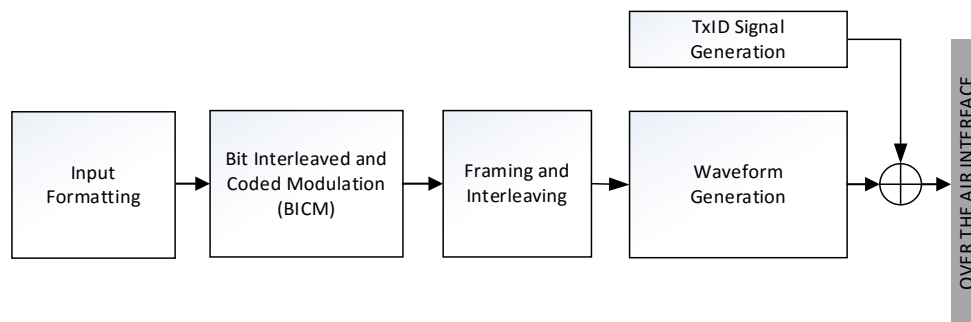 TxID Signal
Generation
Input
Formatting
Bit Interleaved and
Coded Modulation
(BICM)
Framing and
Interleaving
Waveform
Generation
OVER THE AIR INTERFACE